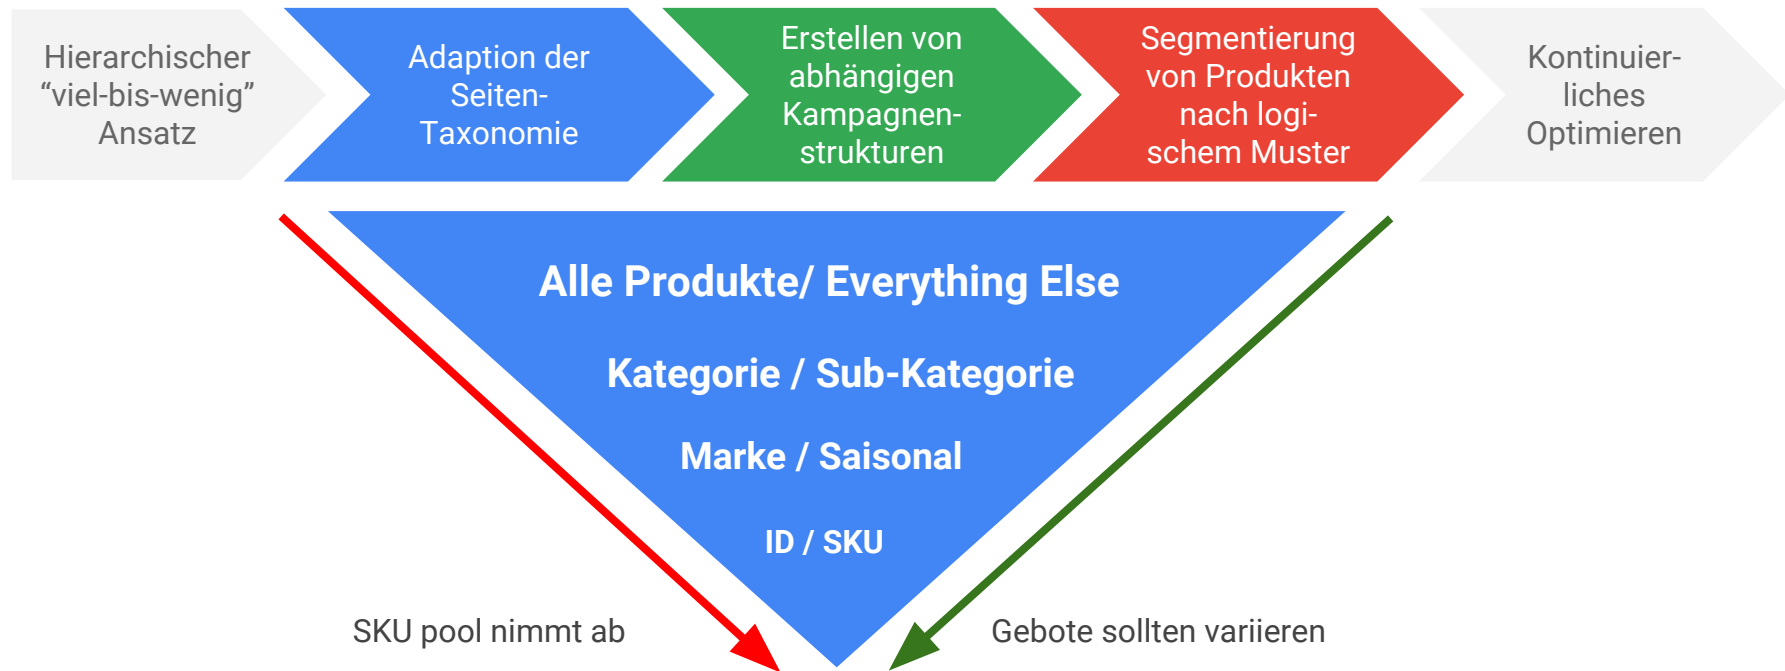 Hierarchischer
“viel-bis-wenig”
Ansatz
Adaption der
Seiten-
Taxonomie
Erstellen von
abhängigen
Kampagnen-
strukturen
Segmentierung
von Produkten
nach logi-
schem Muster
Kontinuier-
liches
Optimieren
Alle Produkte/ Everything Else
Kategorie / Sub-Kategorie
Marke / Saisonal
ID / SKU
SKU pool nimmt ab
Gebote sollten variieren